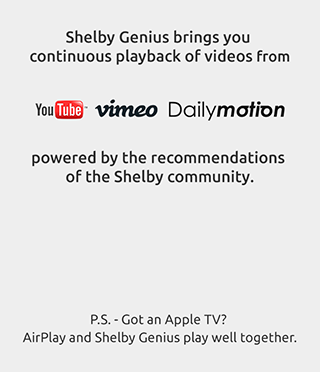 Shelby Genius brings you
continuous playback of videos from
YouTube™ vimeo Dailymotion
powered by the recommendations
of the Shelby community.
P.S. - Got an Apple TV?
AirPlay and Shelby Genius play well together.